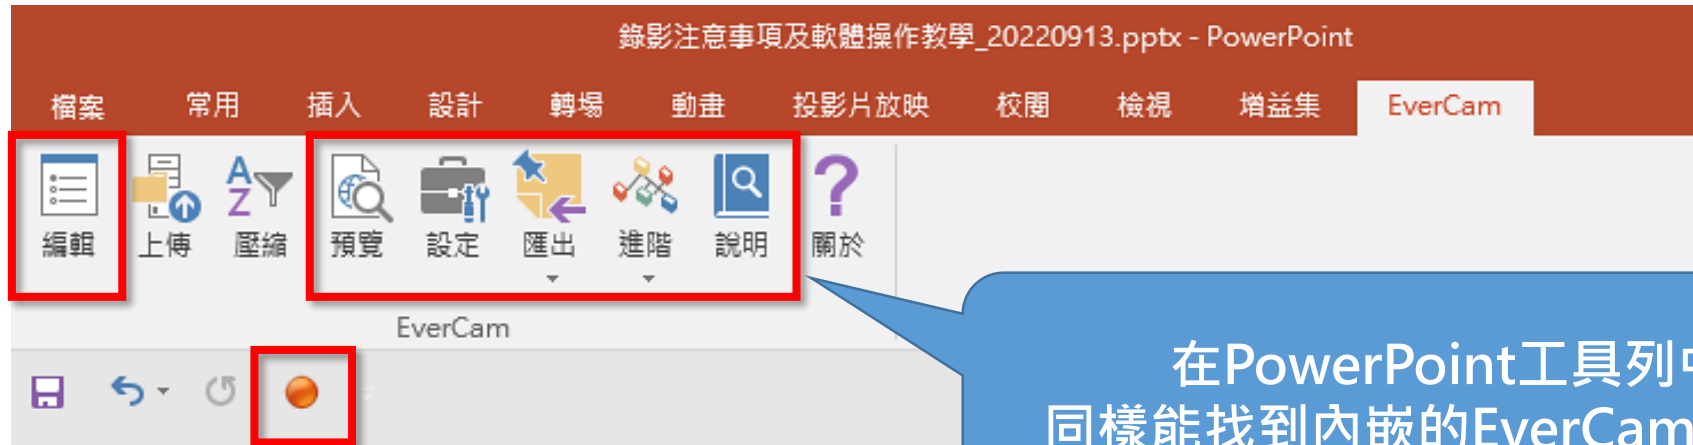 錄影注意事項及軟體操作教學_20220913.pptx - PowerPoint
檔案 常用 插入 設計 轉場 動畫 投影片放映 校閱 檢視 增益集 EverCam
編輯 上傳 壓縮 預覽 設定 匯出 進階 說明 關於
EverCam
在PowerPoint工具列中
同樣能找到內嵌的EverCam